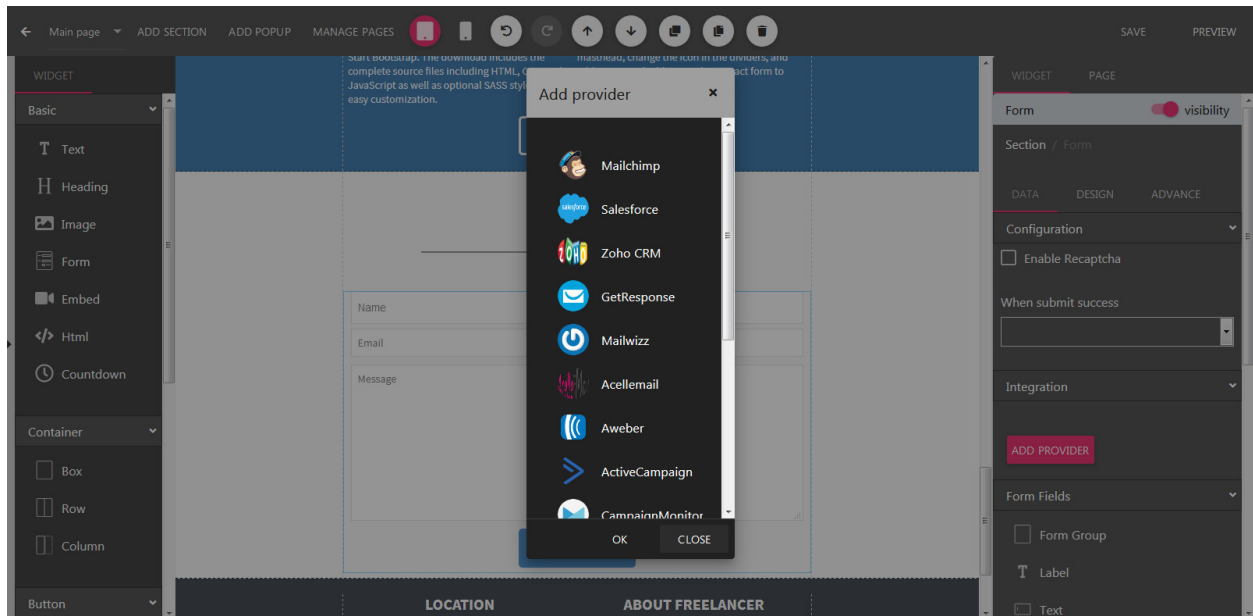 Main page
ADD SECTION
ADD POPUP
MANAGE PAGES
SAVE
PREVIEW
WIDGET
Basic
Text
Heading
Image
Form
Embed
Html
Countdown
Container
Box
Row
Column
Button
Start Bootstrap. The download includes the
complete source files including HTML,
JavaScript as well as optional SASS
easy customization.
masthead, change the icon in the dividers, and
form to
Name
Email
Message
LOCATION
ABOUT FREELANCER
Add provider
Mailchimp
salesforce
Salesforce
ZOHO
Zoho CRM
GetResponse
Mailwizz
Acellemail
Aweber
ActiveCampaign
CampaignMonitor
OK
CLOSE
WIDGET
PAGE
Form
visibility
Section / Form
DATA
DESIGN
ADVANCE
Configuration
Enable Recaptcha
When submit success
Integration
ADD PROVIDER
Form Fields
Form Group
Label
Text